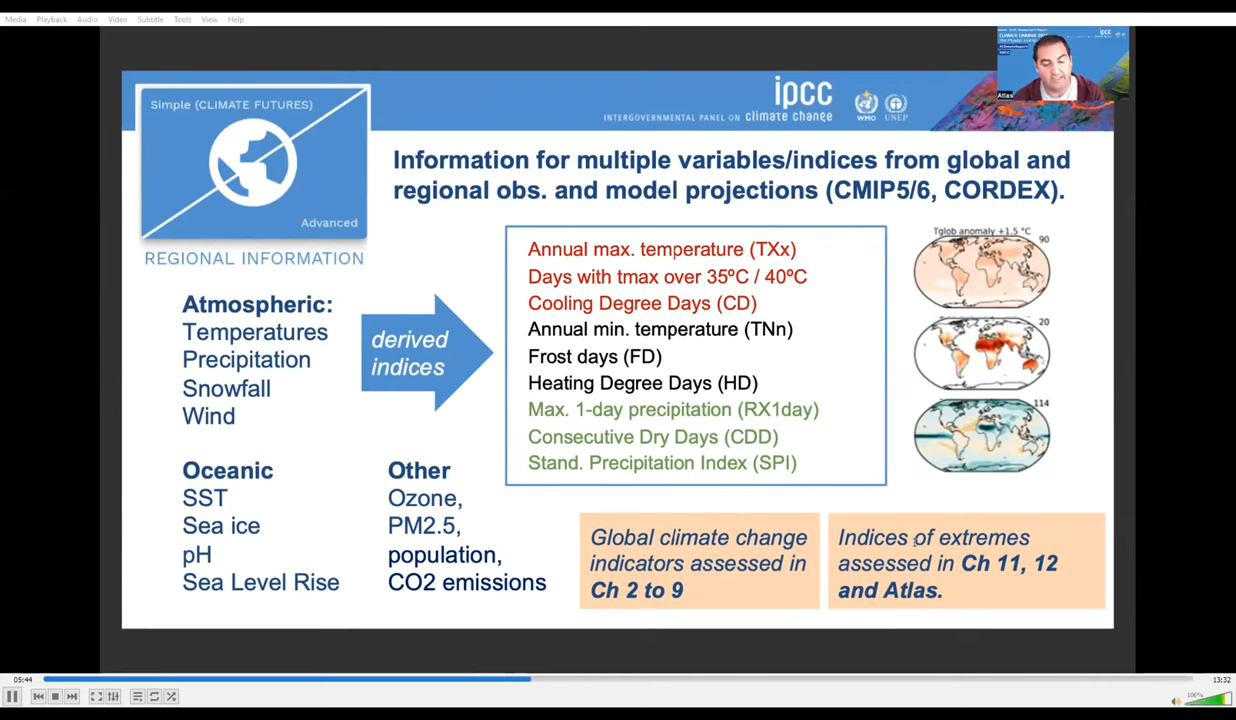 Media Playback Audio Video Subtitle Tools View Help
CLIMATE CHANGE
ipcc
Atlas
Simple (CLIMATE FUTURES)
Advanced
REGIONAL INFORMATION
ipcc
INTERGOVERNMENTAL PANEL ON climate change
WMO UNEP
Information for multiple variables/indices from global and
regional obs. and model projections (CMIP5/6, CORDEX).
Atmospheric:
Temperatures
Precipitation
Snowfall
Wind
derived
indices
Annual max. temperature (TXx)
Days with tmax over 35ºC / 40ºC
Cooling Degree Days (CD)
Annual min. temperature (TNn)
Frost days (FD)
Heating Degree Days (HD)
Max. 1-day precipitation (RX1day)
Consecutive Dry Days (CDD)
Stand. Precipitation Index (SPI)
Tglob anomaly +1.5 °C
90
20
114
Oceanic
SST
Sea ice
pH
Sea Level Rise
Other
Ozone,
PM2.5,
population,
CO2 emissions
Global climate change
indicators assessed in
Ch 2 to 9
Indices of extremes
assessed in Ch 11, 12
and Atlas.
05:44
13:32
100%